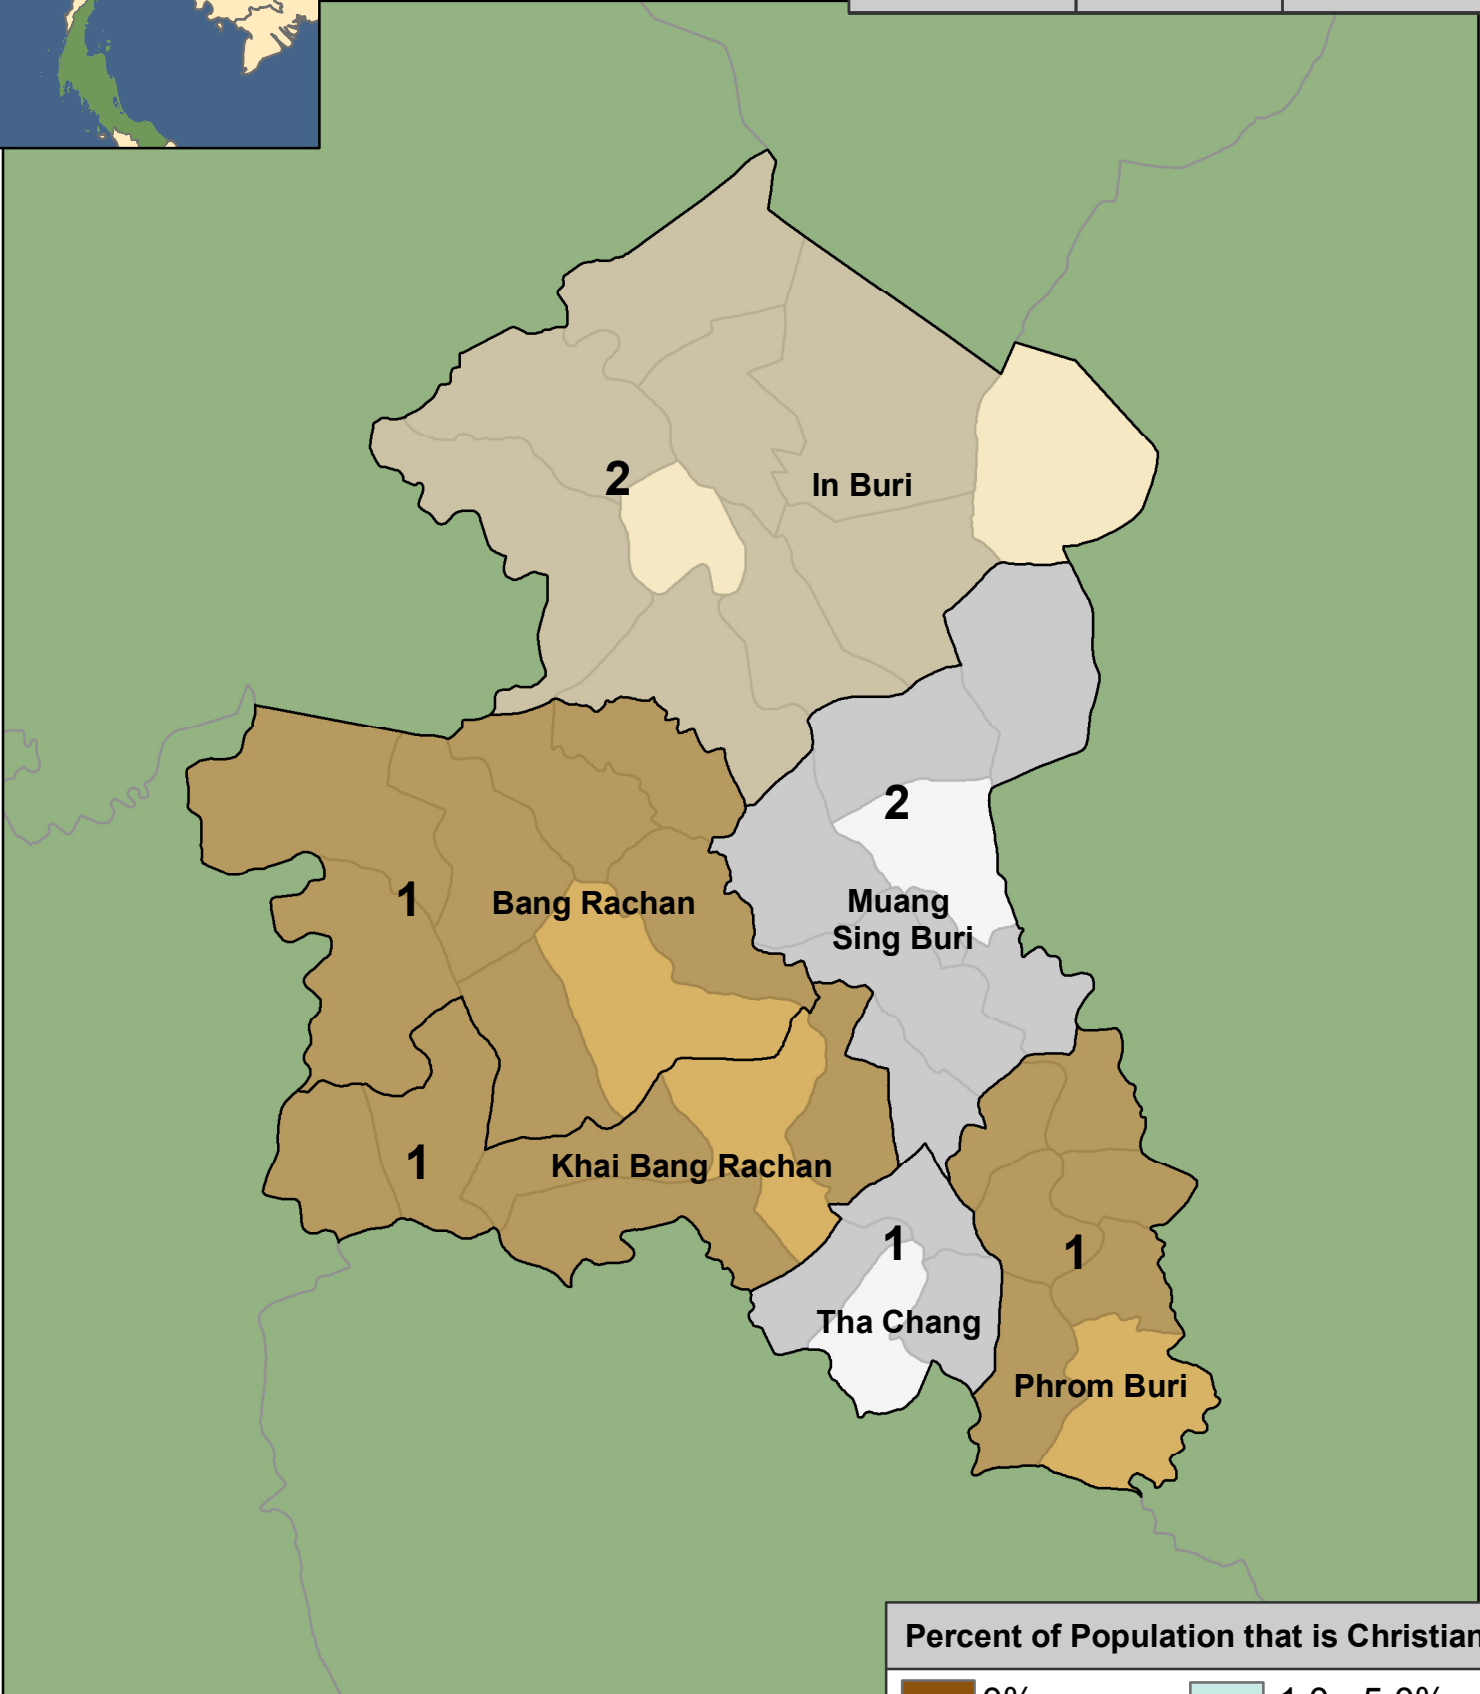 2
In Buri
2
1
Bang Rachan
Muang
Sing Buri
1
Khai Bang Rachan
1
1
Tha Chang
Phrom Buri
Percent of Population that is Christian